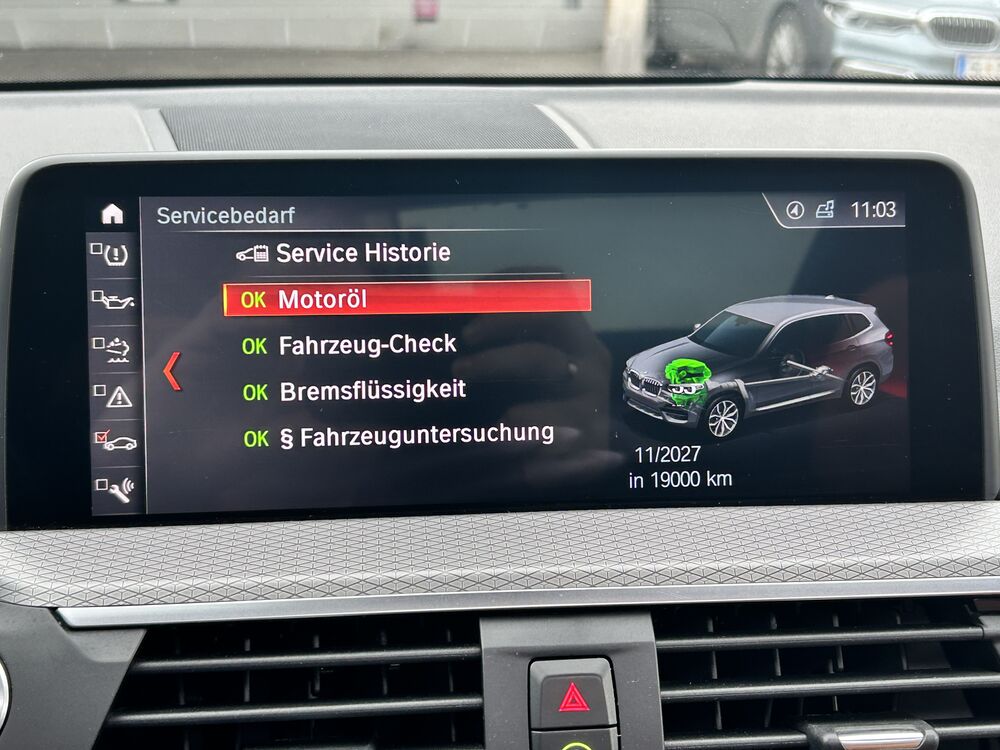 Servicebedarf
11:03
Service Historie
OK Motoröl
OK Fahrzeug-Check
OK Bremsflüssigkeit
OK § Fahrzeuguntersuchung
11/2027
in 19000 km